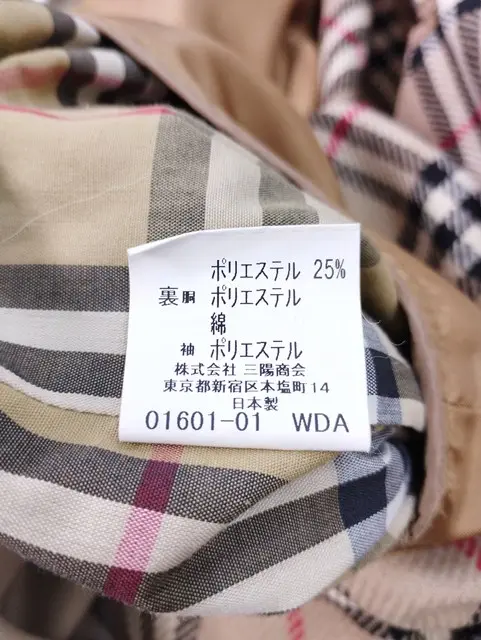 ポリエステル 25%
裏 胴 ポリエステル
綿
袖 ポリエステル
株式会社 三陽商会
東京都新宿区本塩町14
日本製
01601-01 WDA